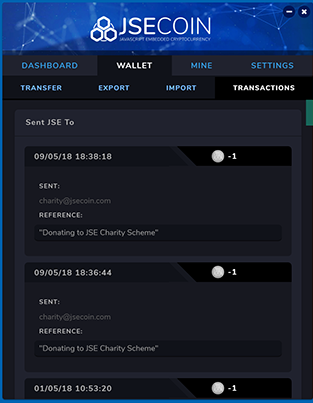 JSECOIN
JAVASCRIPT EMBEDDED CRYPTOCURRENCY
DASHBOARD WALLET MINE SETTINGS
TRANSFER EXPORT IMPORT TRANSACTIONS
Sent JSE To
09/05/18 18:38:18 -1
SENT:
charity@jsecoin.com
REFERENCE:
"Donating to JSE Charity Scheme"
09/05/18 18:36:44 -1
SENT:
charity@jsecoin.com
REFERENCE:
"Donating to JSE Charity Scheme"
01/05/18 10:53:20 -1